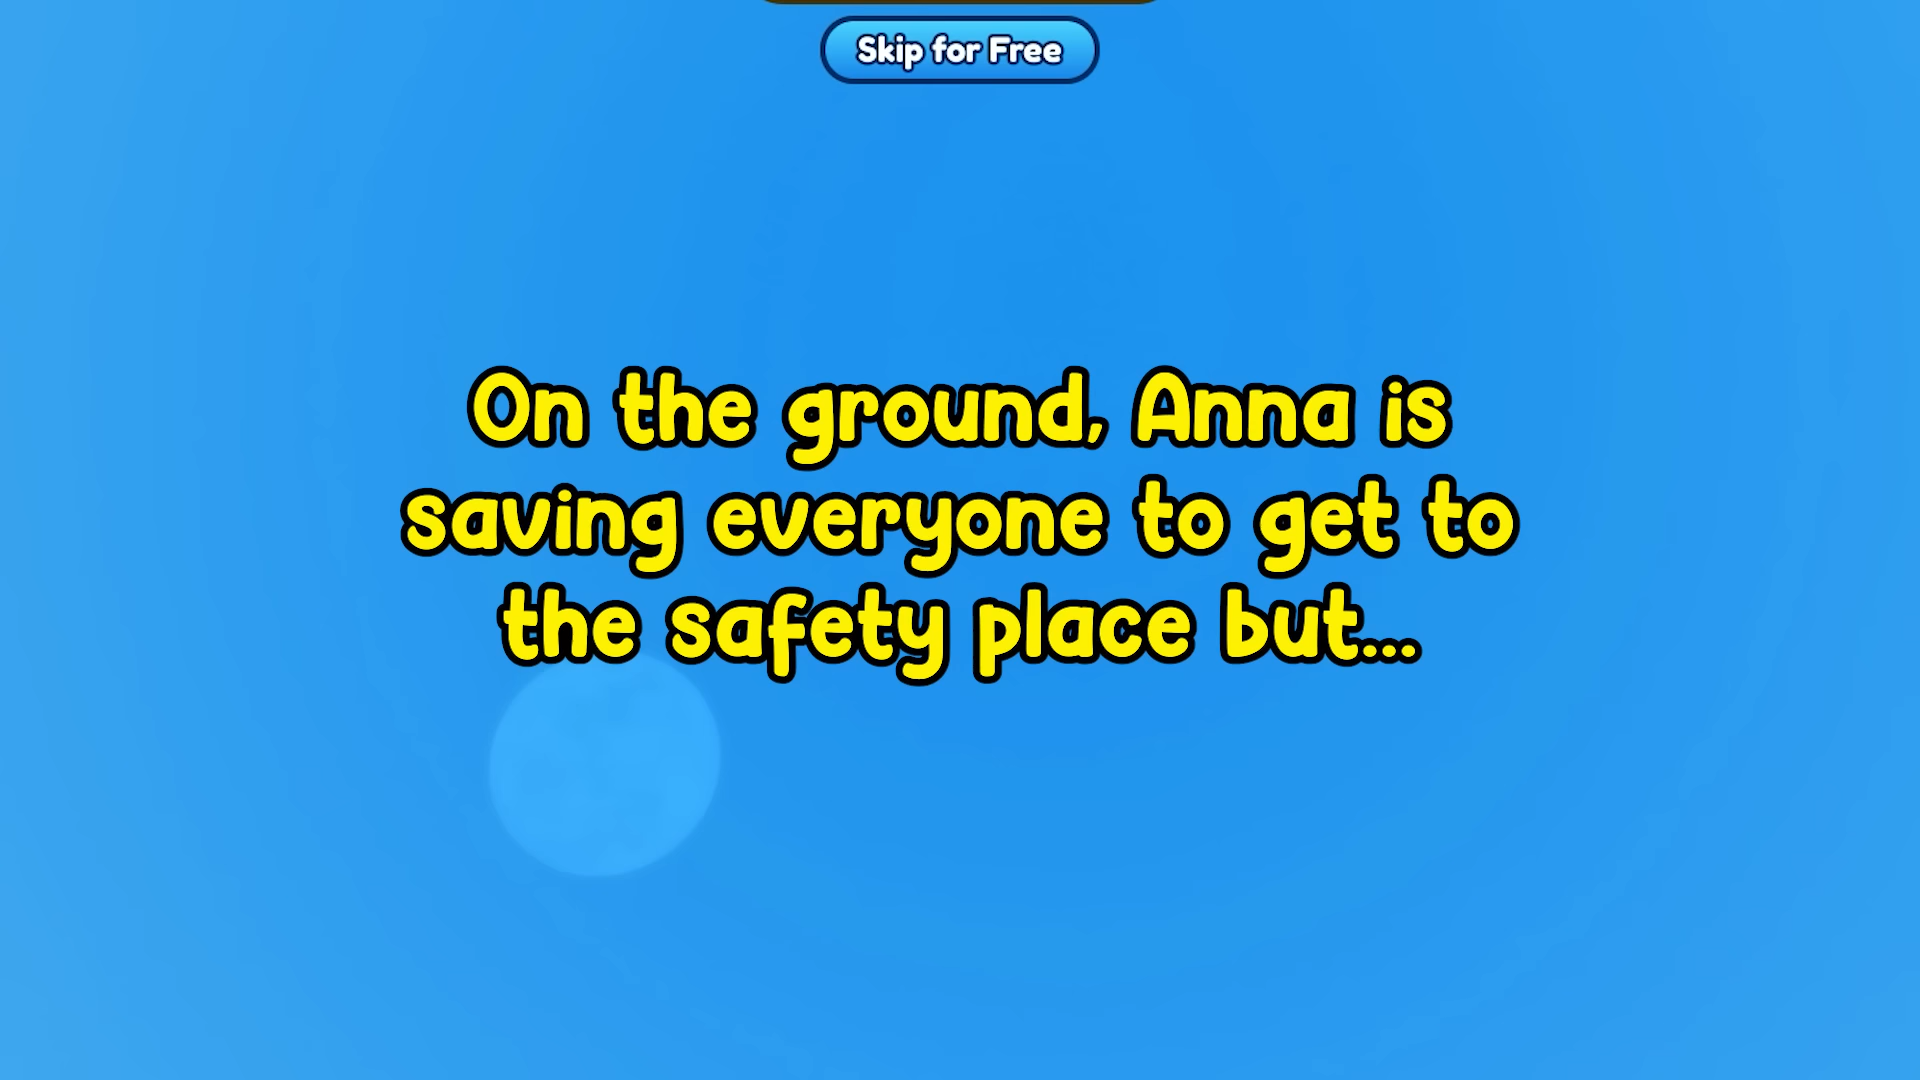 Skip for Free
On the ground, Anna is
saving everyone to get to
the safety place but...